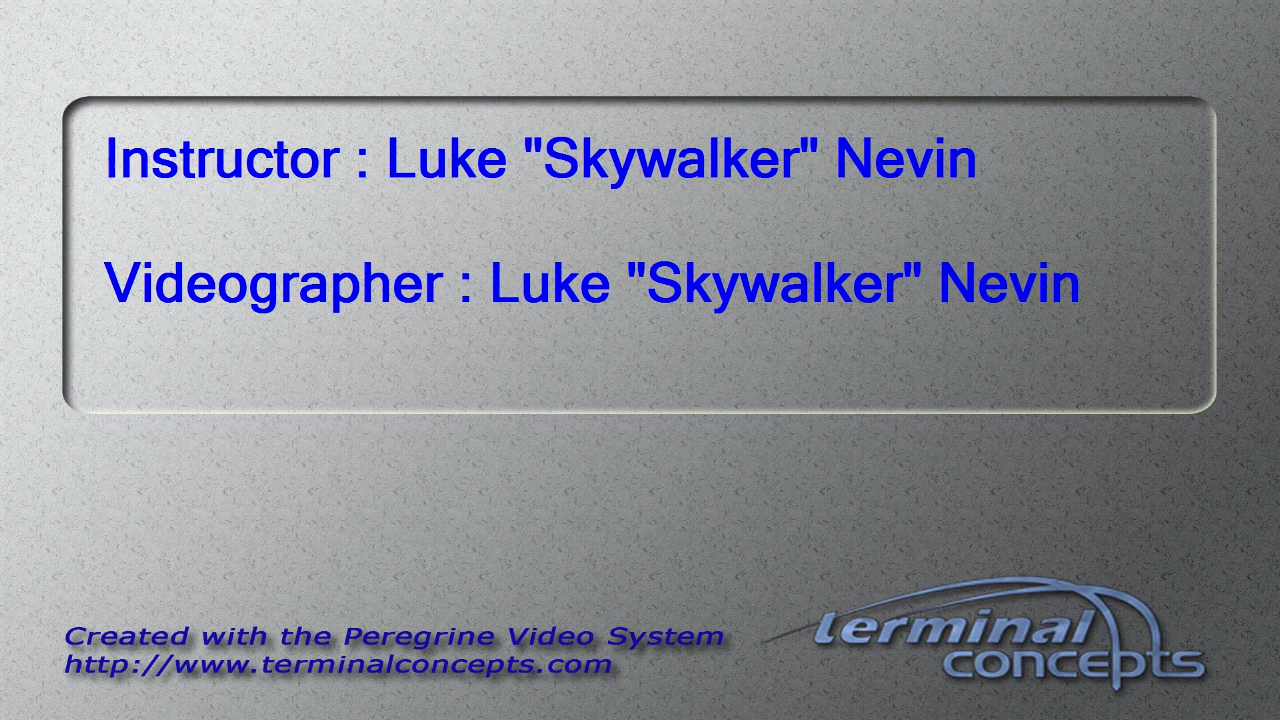 Instructor : Luke "Skywalker" Nevin
Videographer : Luke "Skywalker" Nevin
Created with the Peregrine Video System
http://www.terminalconcepts.com
terminal
concepts